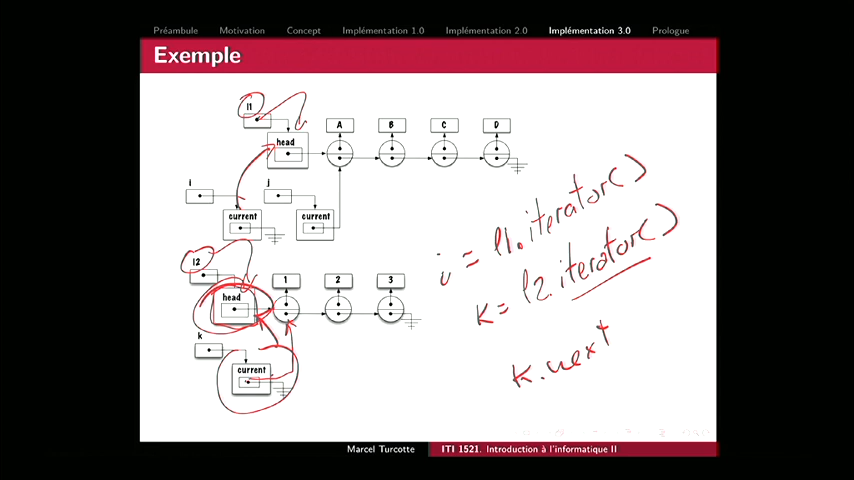 Préambule Motivation Concept Implémentation 1.0 Implémentation 2.0 Implémentation 3.0 Prologue
Exemple
l1
A B C D
head
i j
current current
i = l1.iterator()
l2
1 2 3
head
k = l2.iterator()
k
current
k.next
Marcel Turcotte ITI 1521. Introduction à l'informatique II